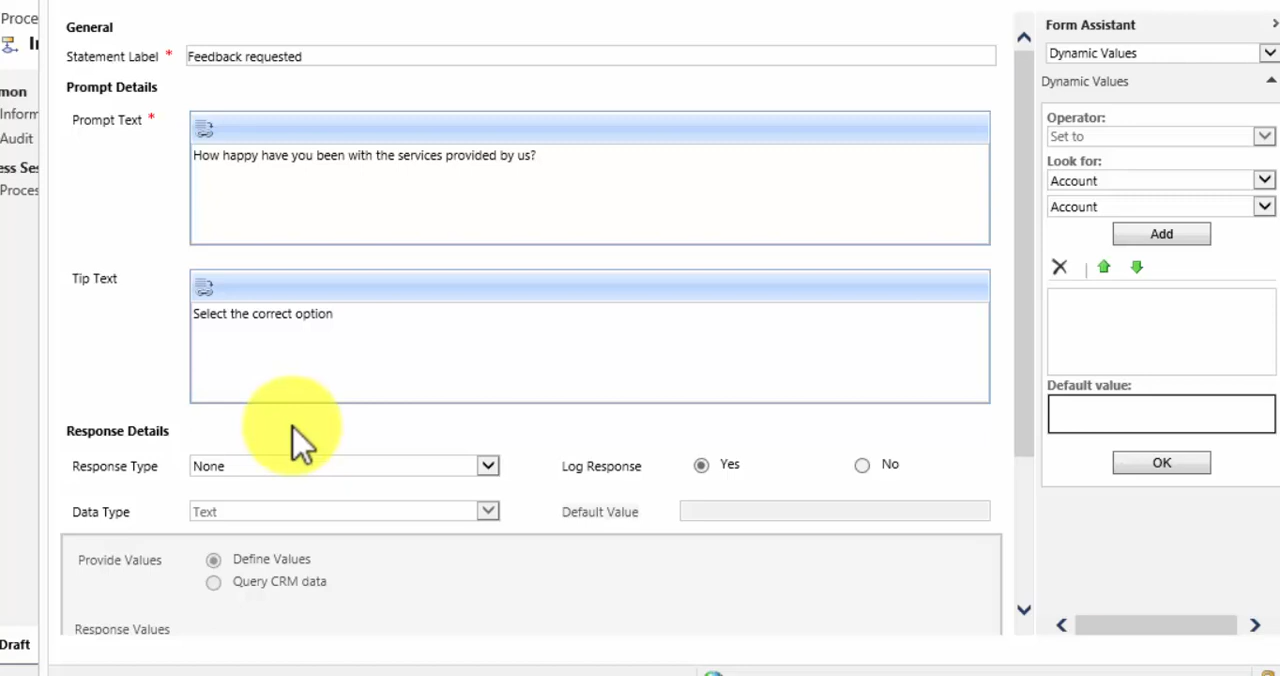 Proce
General
Statement Label * Feedback requested
In
Prompt Details
mon
Inform
Audit
ess Ses
Proces
Prompt Text *
How happy have you been with the services provided by us?
Tip Text
Select the correct option
Response Details
Response Type None Log Response Yes No
Data Type Text Default Value
Provide Values Define Values
Query CRM data
Response Values
Draft
Form Assistant
Dynamic Values
Dynamic Values
Operator:
Set to
Look for:
Account
Account
Add
Default value:
OK